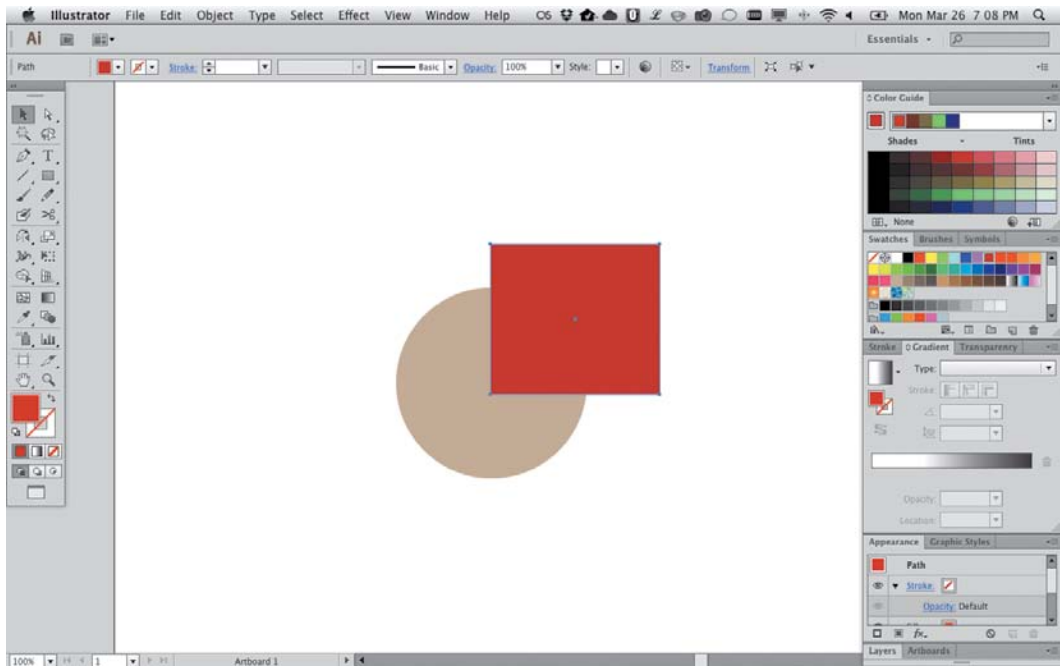 Illustrator File Edit Object Type Select Effect View Window Help Mon Mar 26 7:08 PM
Ai Br Essentials
Path Stroke: Basic Opacity: 100% Style: Transform
Color Guide
Shades Tints
None
Swatches Brushes Symbols
Stroke Gradient Transparency
Type:
Stroke:
Opacity:
Location:
Appearance Graphic Styles
Path
Stroke:
Opacity: Default
fx.
Layers Artboards
100% 1 Artboard 1